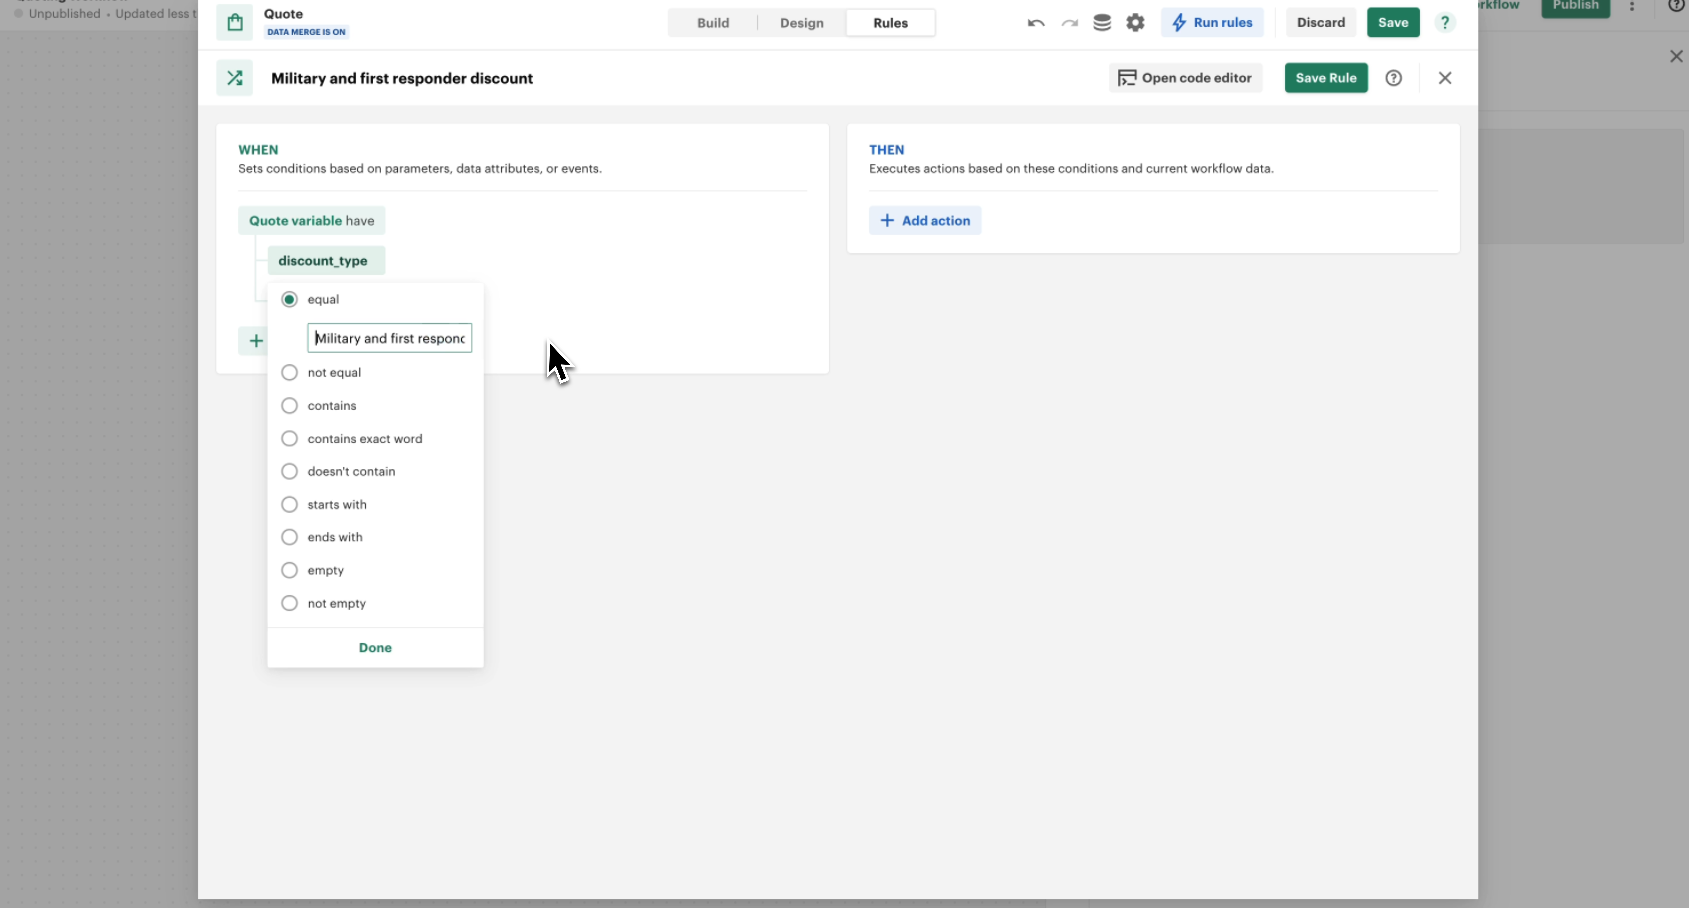 Unpublished • Updated less t
Quote
DATA MERGE IS ON
Build
Design
Rules
Run rules
Discard
Save
?
Publish
Military and first responder discount
Open code editor
Save Rule
WHEN
Sets conditions based on parameters, data attributes, or events.
Quote variable have
discount_type
equal
Military and first respond
not equal
contains
contains exact word
doesn't contain
starts with
ends with
empty
not empty
Done
THEN
Executes actions based on these conditions and current workflow data.
+ Add action